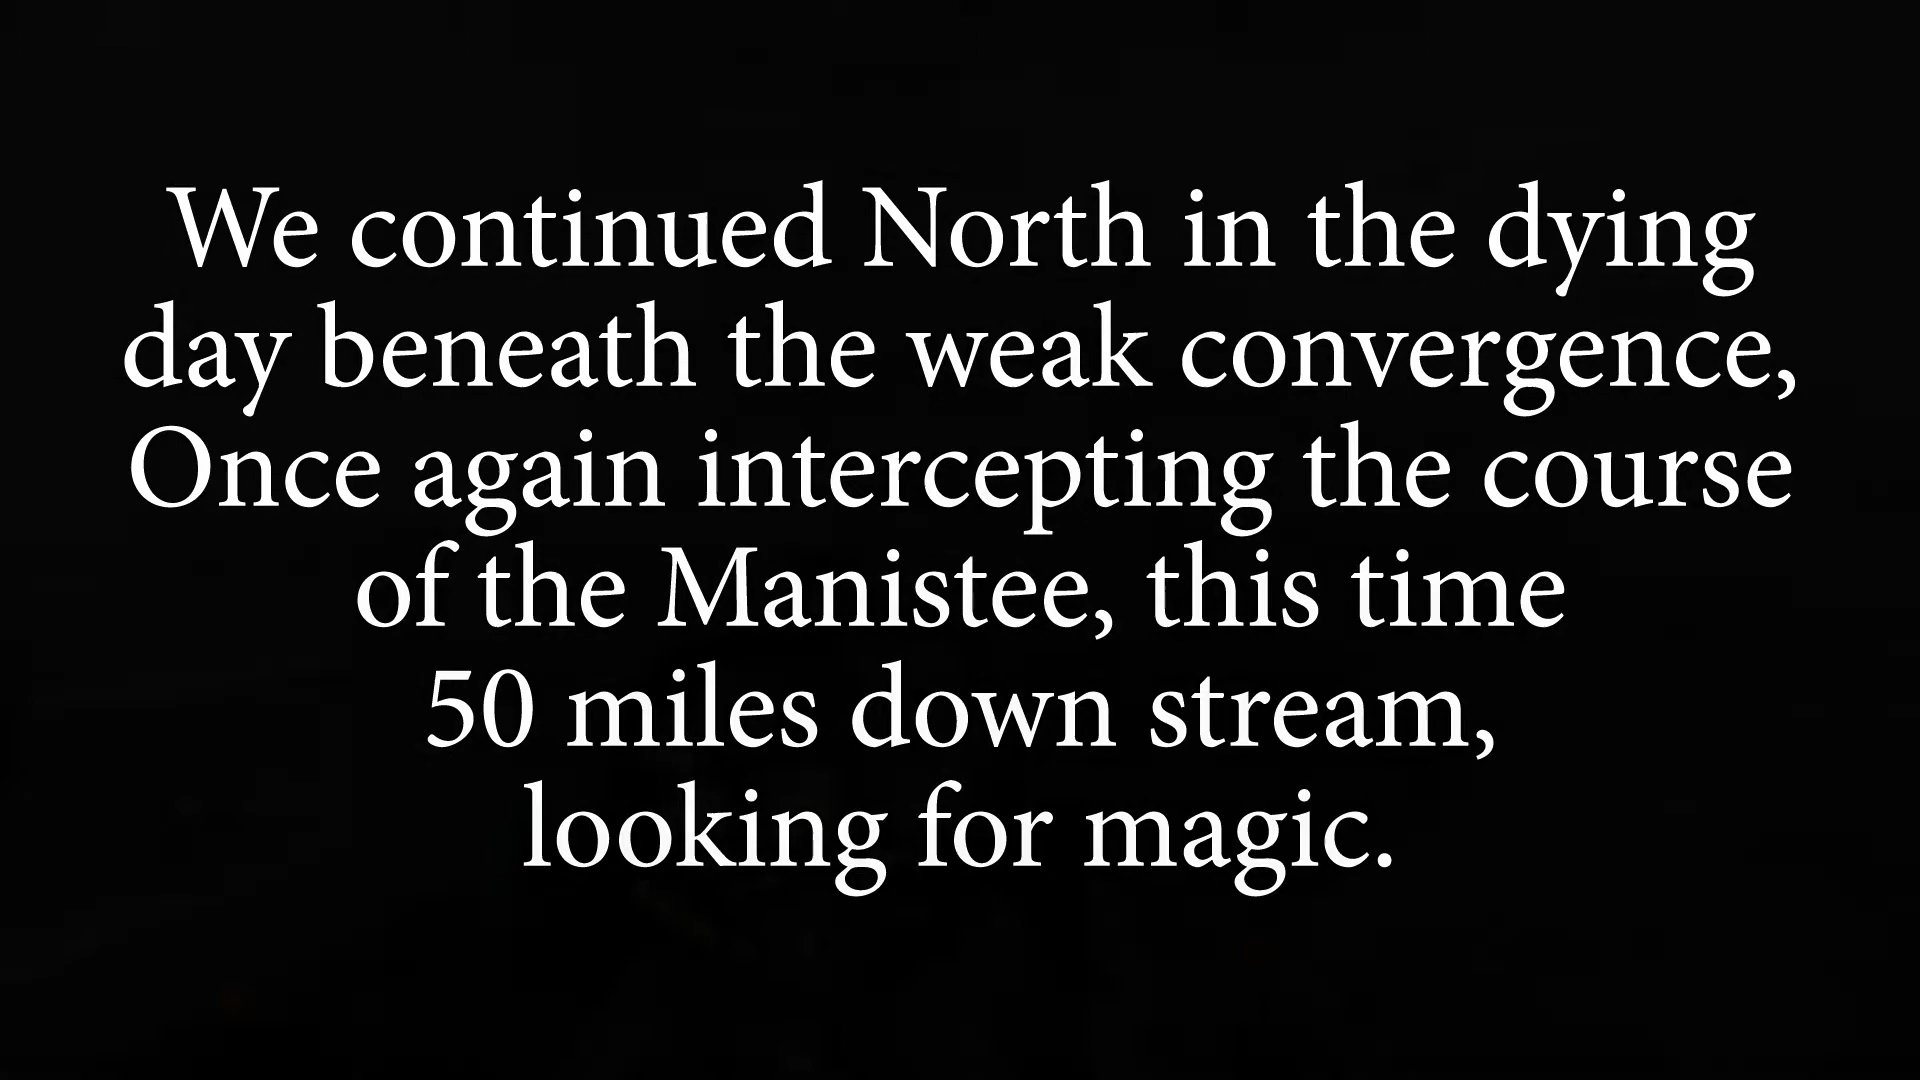 We continued North in the dying
day beneath the weak convergence,
Once again intercepting the course
of the Manistee, this time
50 miles down stream,
looking for magic.